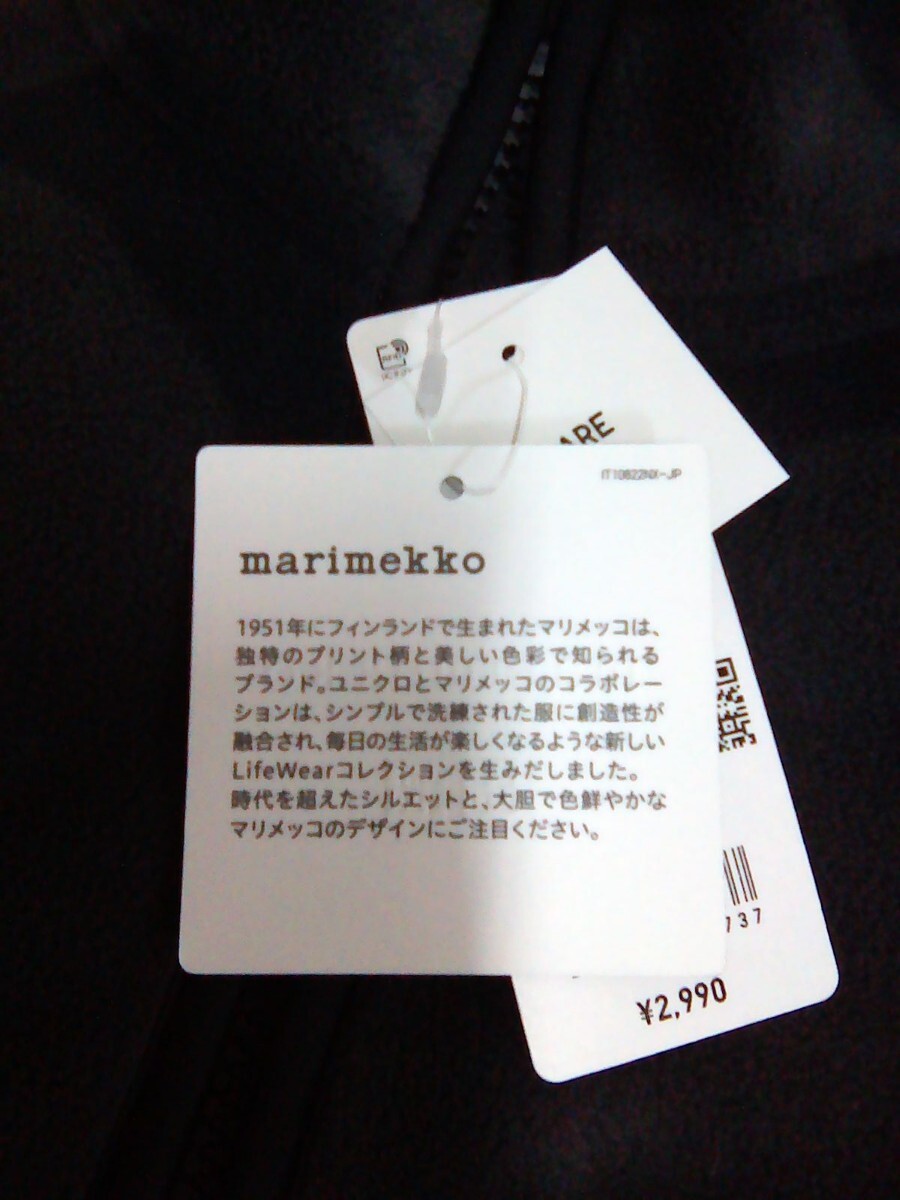 ARE
IT10822NX-JP
marimekko
1951年にフィンランドで生まれたマリメッコは、
独特のプリント柄と美しい色彩で知られる
ブランド。ユニクロとマリメッコのコラボレー
ションは、シンプルで洗練された服に創造性が
融合され、毎日の生活が楽しくなるような新しい
LifeWearコレクションを生みだしました。
時代を超えたシルエットと、大胆で色鮮やかな
マリメッコのデザインにご注目ください。
737
¥2,990